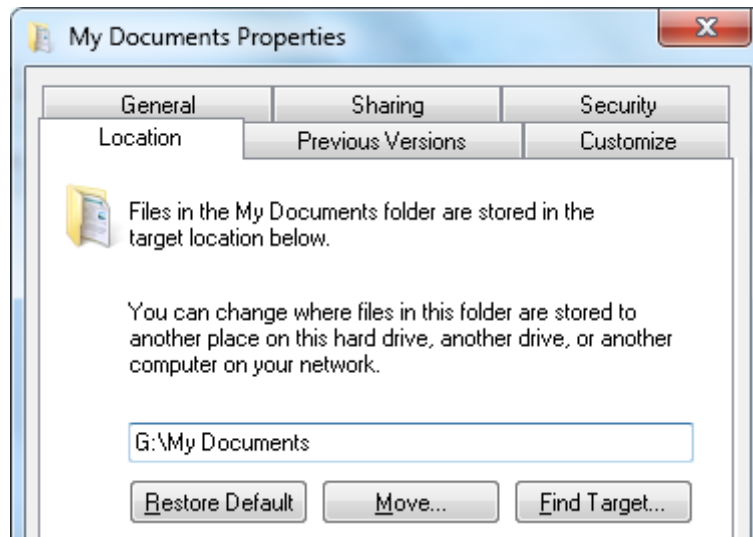 My Documents Properties
General Sharing Security
Location Previous Versions Customize
Files in the My Documents folder are stored in the
target location below.
You can change where files in this folder are stored to
another place on this hard drive, another drive, or another
computer on your network.
G:\My Documents
Restore Default Move... Find Target...